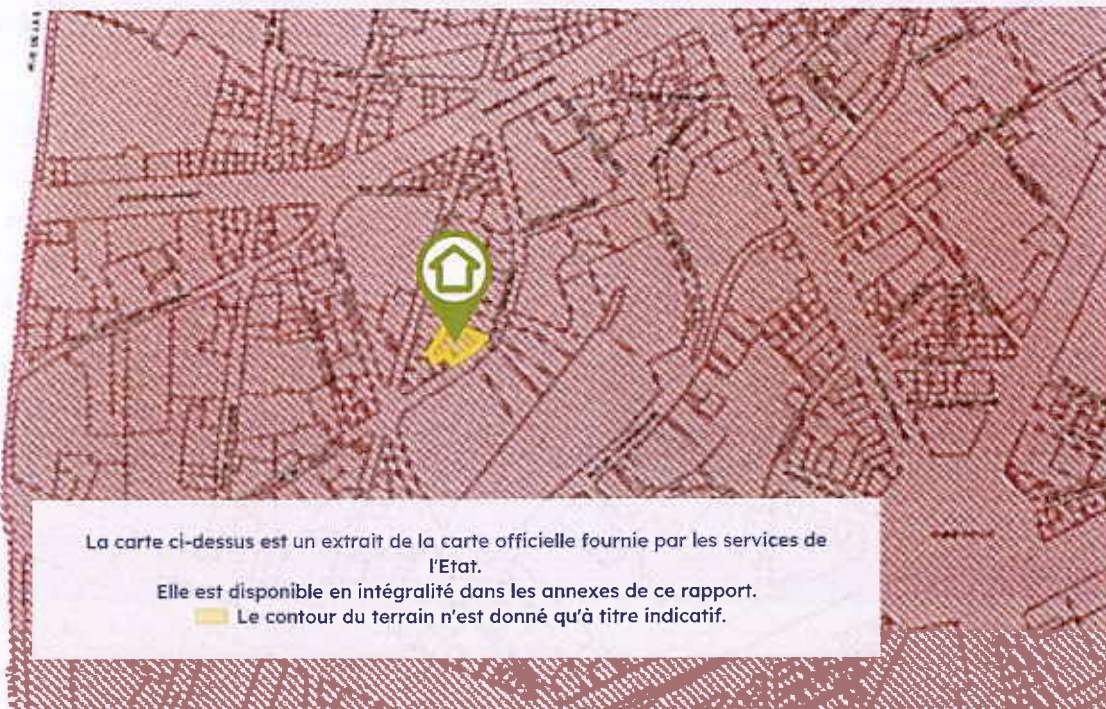 La carte ci-dessus est un extrait de la carte officielle fournie par les services de
l'Etat.
Elle est disponible en intégralité dans les annexes de ce rapport.
Le contour du terrain n'est donné qu'à titre indicatif.